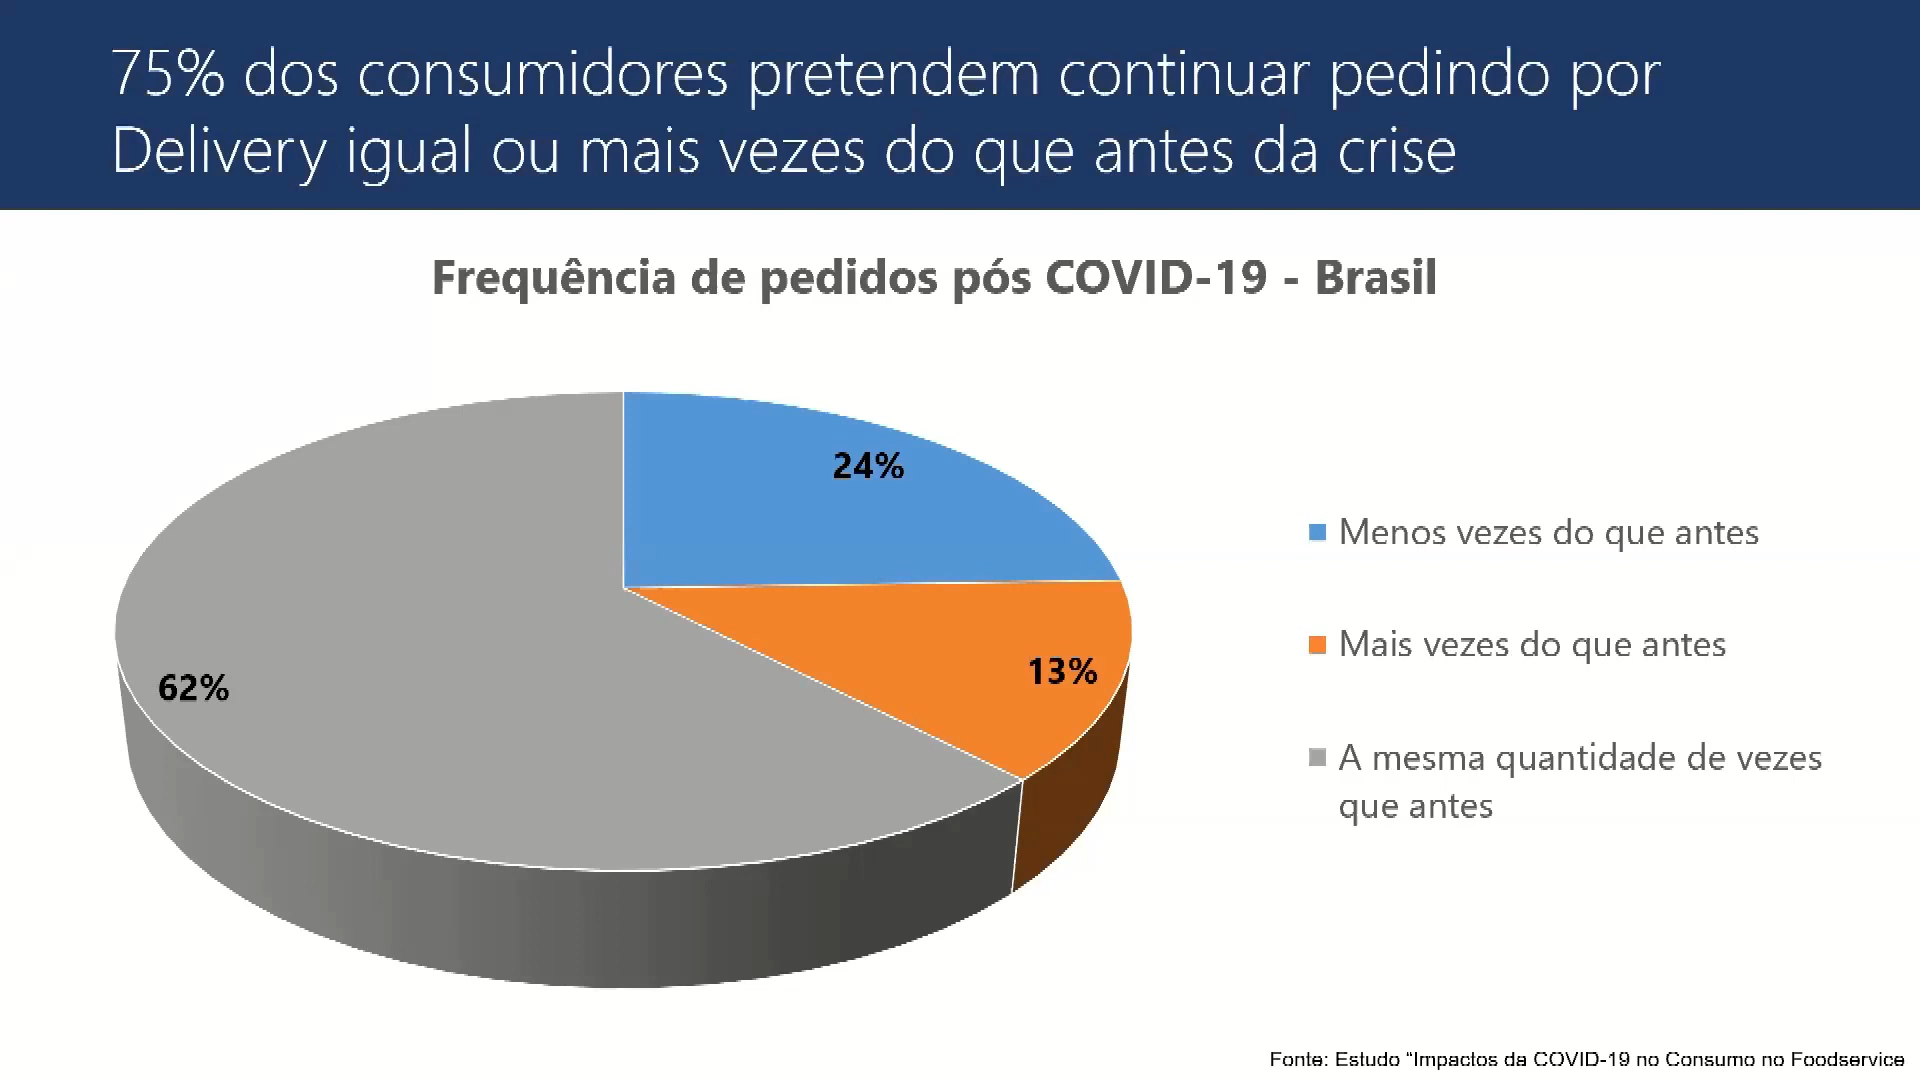 75% dos consumidores pretendem continuar pedindo por
Delivery igual ou mais vezes do que antes da crise
Frequência de pedidos pós COVID-19 - Brasil
24%
13%
62%
Menos vezes do que antes
Mais vezes do que antes
A mesma quantidade de vezes
que antes
Fonte: Estudo “Impactos da COVID-19 no Consumo no Foodservice